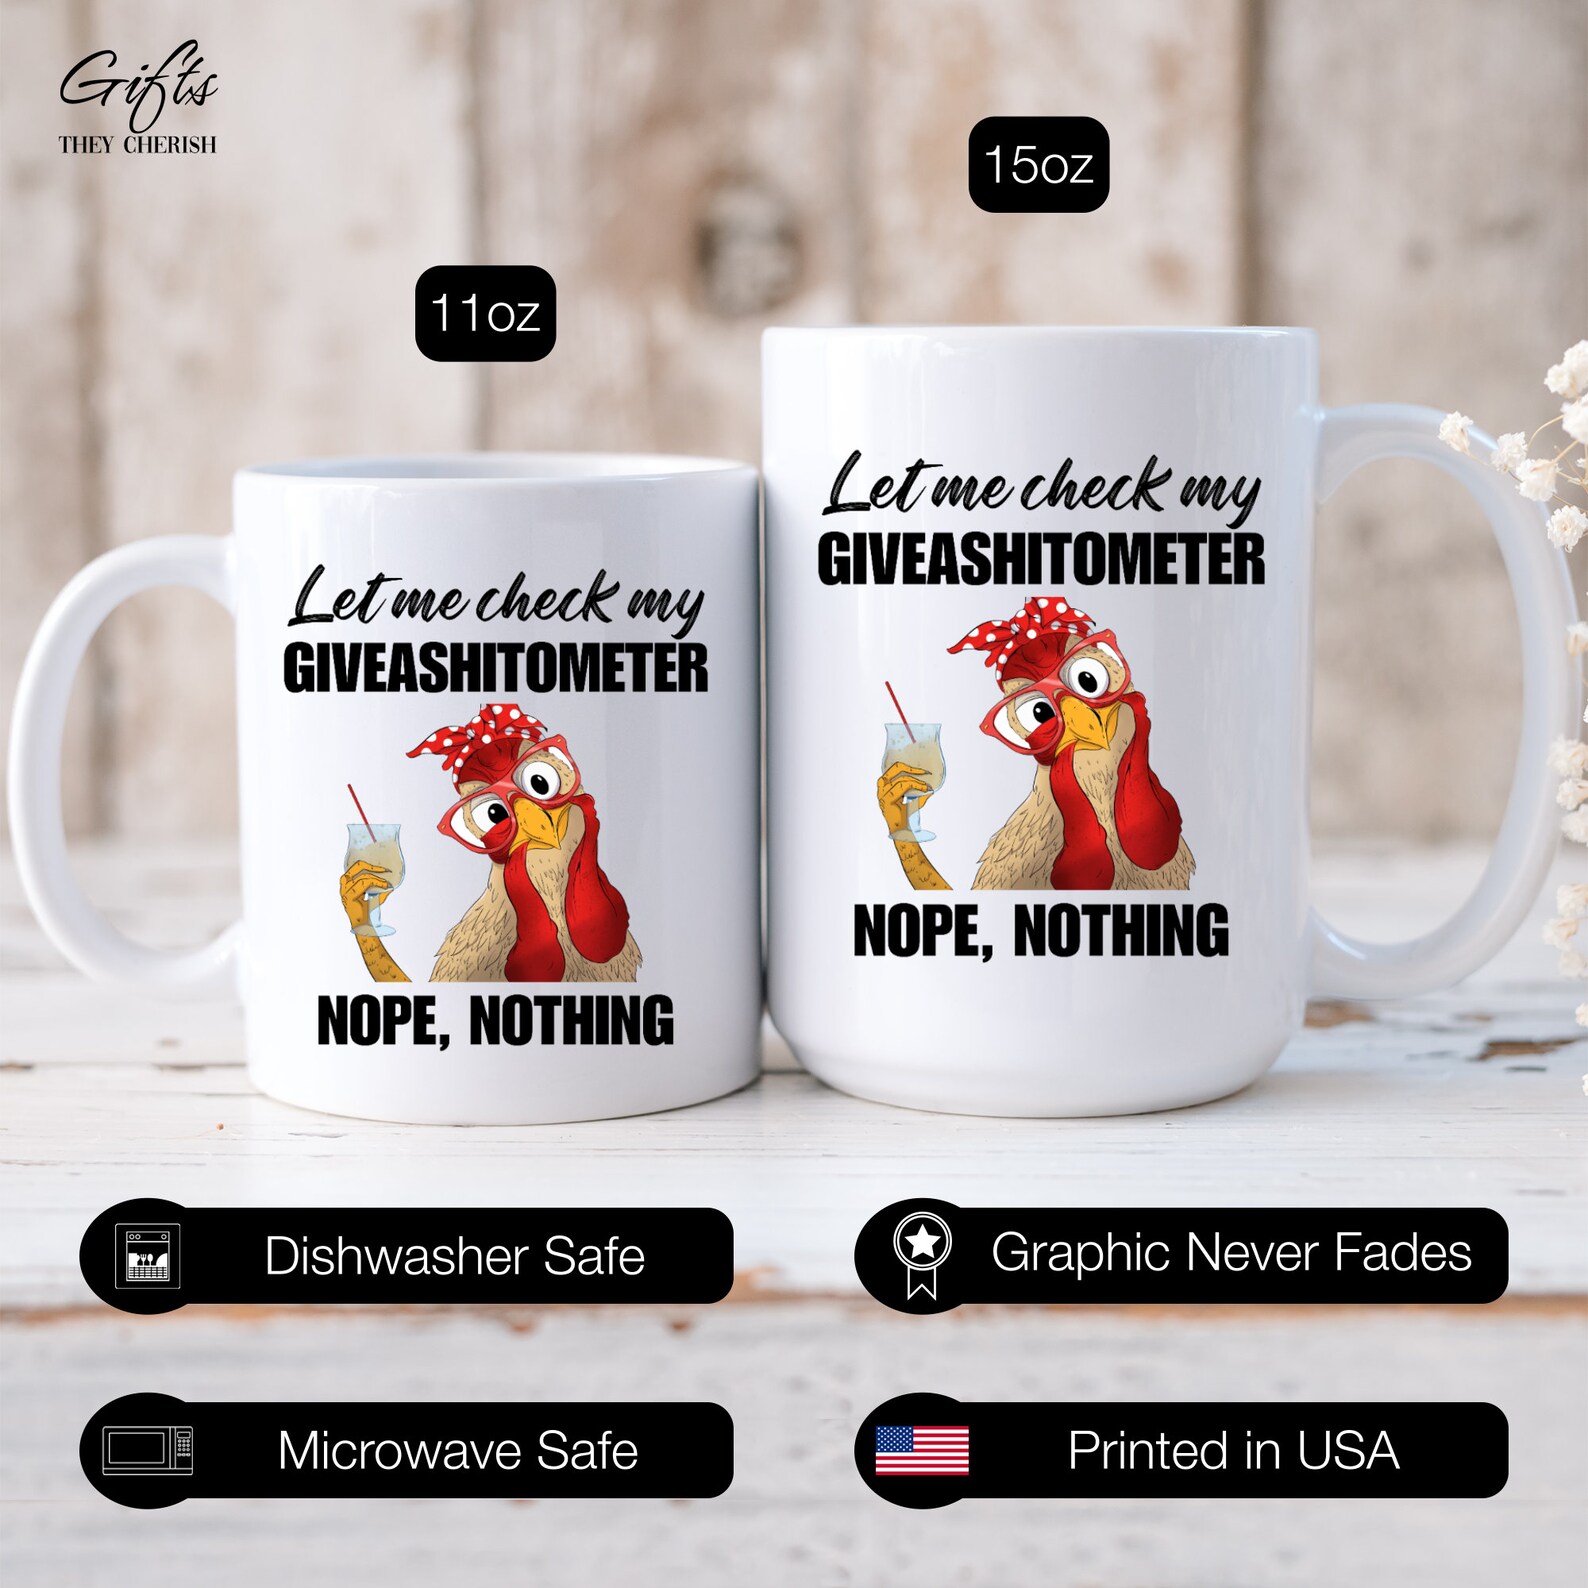 Gifts
THEY CHERISH
15oz
11oz
Let me check my
GIVEASHITOMETER
NOPE, NOTHING
Let me check my
GIVEASHITOMETER
NOPE, NOTHING
Dishwasher Safe
Graphic Never Fades
Microwave Safe
Printed in USA